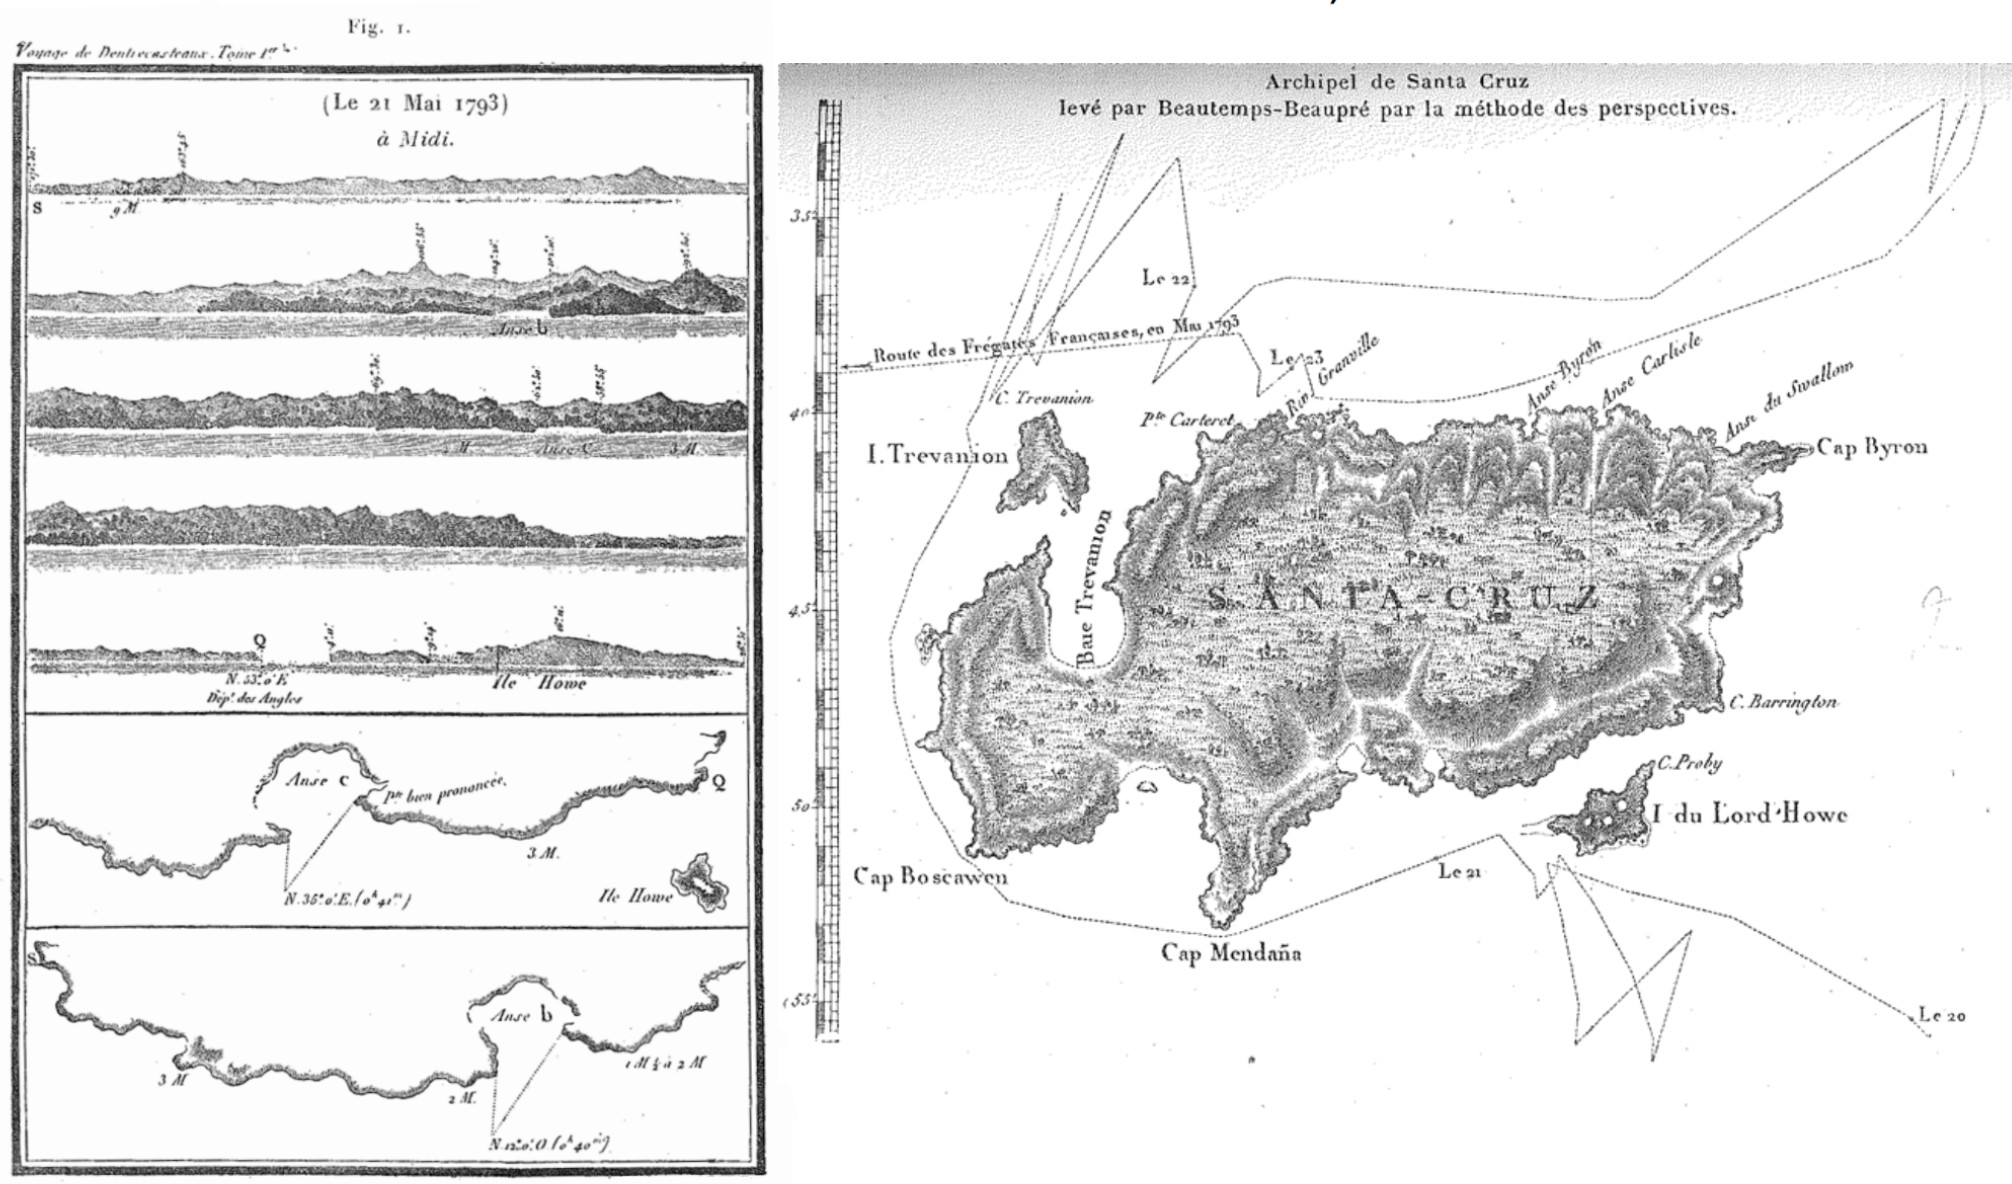 Fig. 1.
Voyage de Dentrecasteaux. Tome 1er
(Le 21 Mai 1793)
à Midi.
S
9 M.
Anse b
M
Anse C
3 M.
Q
N. 53° 0' E
Dépt. des Angles
Ile Howe
Anse c
Pte bien prononcée.
Q
3 M.
N. 35° 0' E. (0h 41m)
Ile Howe
S
Anse b
3 M
2 M.
1 M ½ à 2 M
N. 12° 0' O (0h 40m)
Archipel de Santa Cruz
levé par Beautemps-Beaupré par la méthode des perspectives.
35'
Le 22
Route des Frégates Françaises, en Mai 1793
Le 23
Riv. Granville
Anse Byron
Anse Carlisle
Anse du Swallow
C. Trevanion
40'
Pte Carteret
I. Trevanion
Cap Byron
Baie Trevanion
45'
SANTA-CRUZ
C. Barrington
C. Proby
50'
I du Lord Howe
Cap Boscawen
Le 21
Cap Mendaña
55'
Le 20